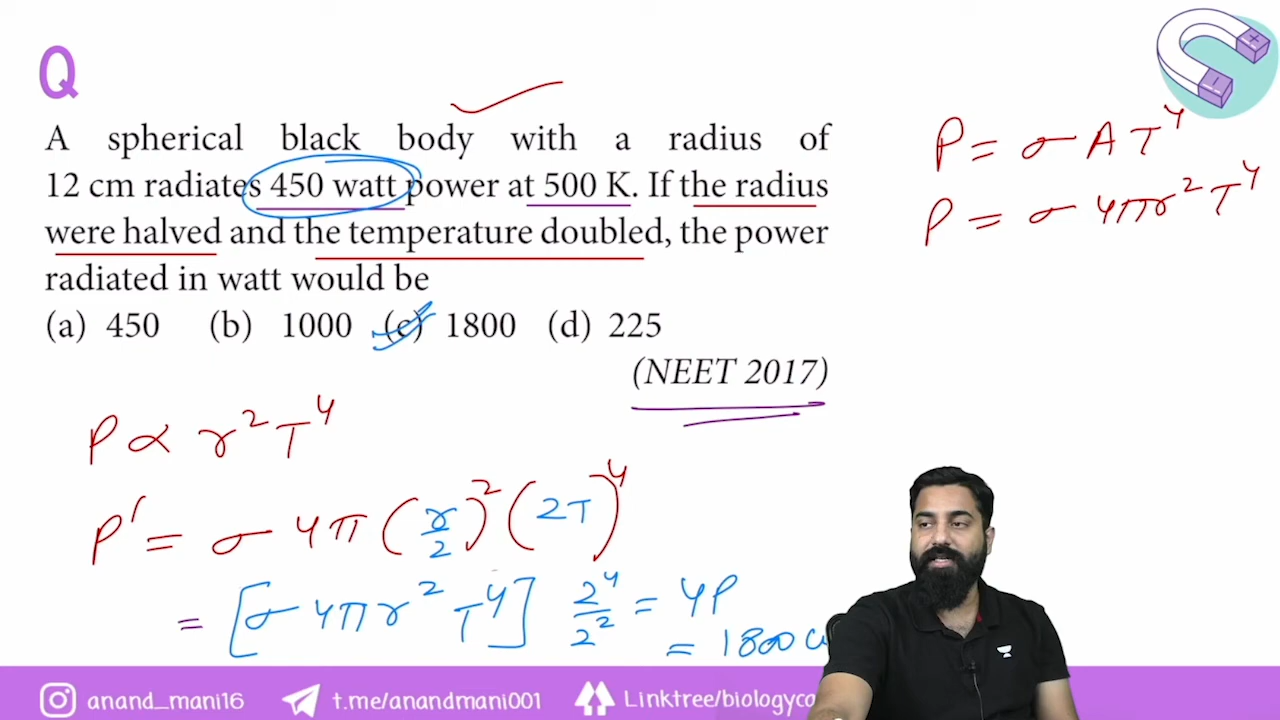 Q
A spherical black body with a radius of
12 cm radiates 450 watt power at 500 K. If the radius
were halved and the temperature doubled, the power
radiated in watt would be
(a) 450 (b) 1000 (c) 1800 (d) 225
(NEET 2017)
P = σ A T⁴
P = σ 4πr² T⁴
P ∝ r² T⁴
P' = σ 4π (r/2)² (2T)⁴
= [σ 4πr² T⁴] 2⁴/2² = 4P
= 1800 W
anand_mani16 t.me/anandmani001 Linktree/biologyca